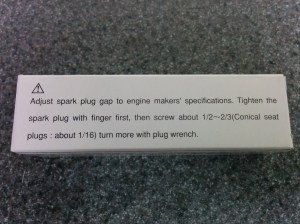 Adjust spark plug gap to engine makers' specifications. Tighten the
spark plug with finger first, then screw about 1/2～2/3(Conical seat
plugs : about 1/16) turn more with plug wrench.